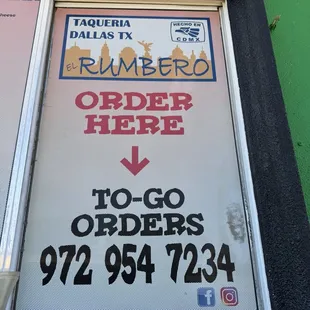 TAQUERIA
DALLAS TX
HECHO EN
CDMX
EL RUMBERO
ORDER
HERE
TO-GO
ORDERS
972 954 7234